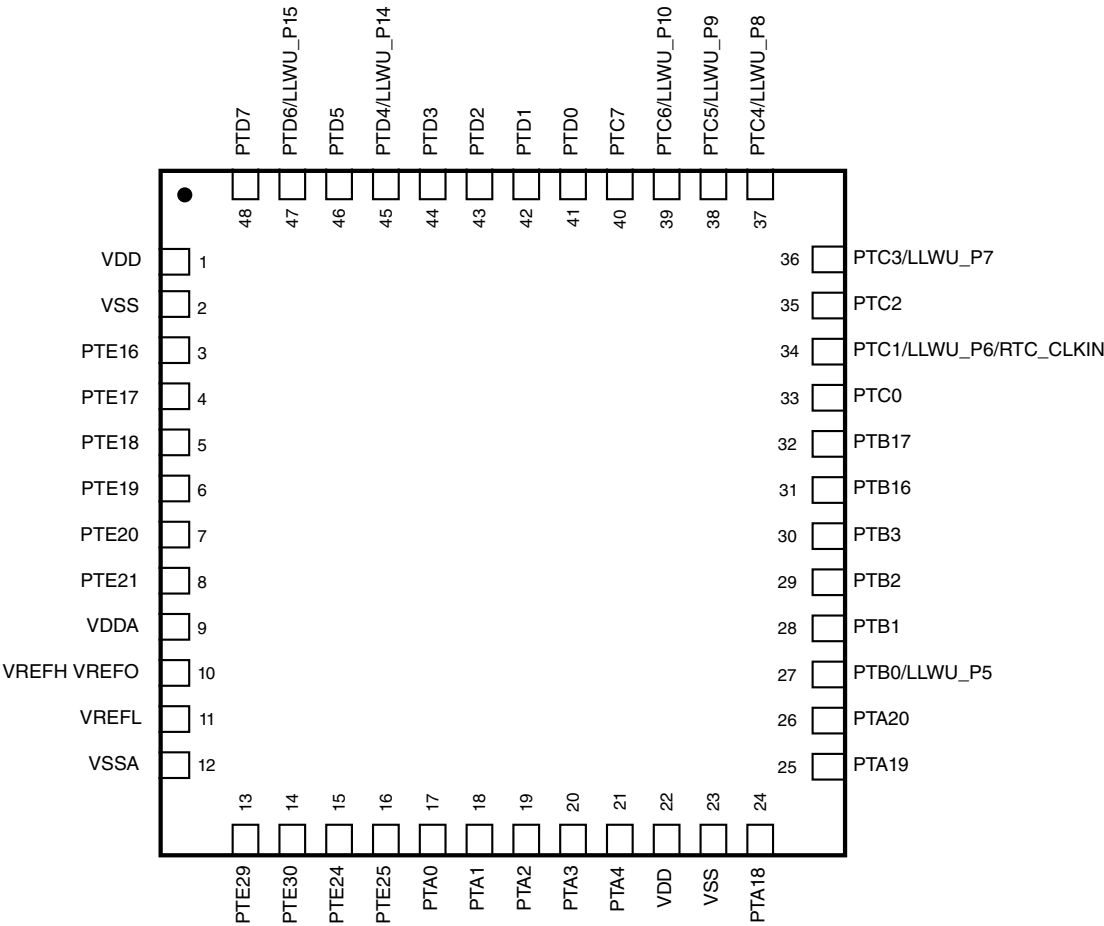 PTD7
PTD6/LLWU_P15
PTD5
PTD4/LLWU_P14
PTD3
PTD2
PTD1
PTD0
PTC7
PTC6/LLWU_P10
PTC5/LLWU_P9
PTC4/LLWU_P8
48
47
46
45
44
43
42
41
40
39
38
37
VDD 1
VSS 2
PTE16 3
PTE17 4
PTE18 5
PTE19 6
PTE20 7
PTE21 8
VDDA 9
VREFH VREFO 10
VREFL 11
VSSA 12
36 PTC3/LLWU_P7
35 PTC2
34 PTC1/LLWU_P6/RTC_CLKIN
33 PTC0
32 PTB17
31 PTB16
30 PTB3
29 PTB2
28 PTB1
27 PTB0/LLWU_P5
26 PTA20
25 PTA19
13
14
15
16
17
18
19
20
21
22
23
24
PTE29
PTE30
PTE24
PTE25
PTA0
PTA1
PTA2
PTA3
PTA4
VDD
VSS
PTA18